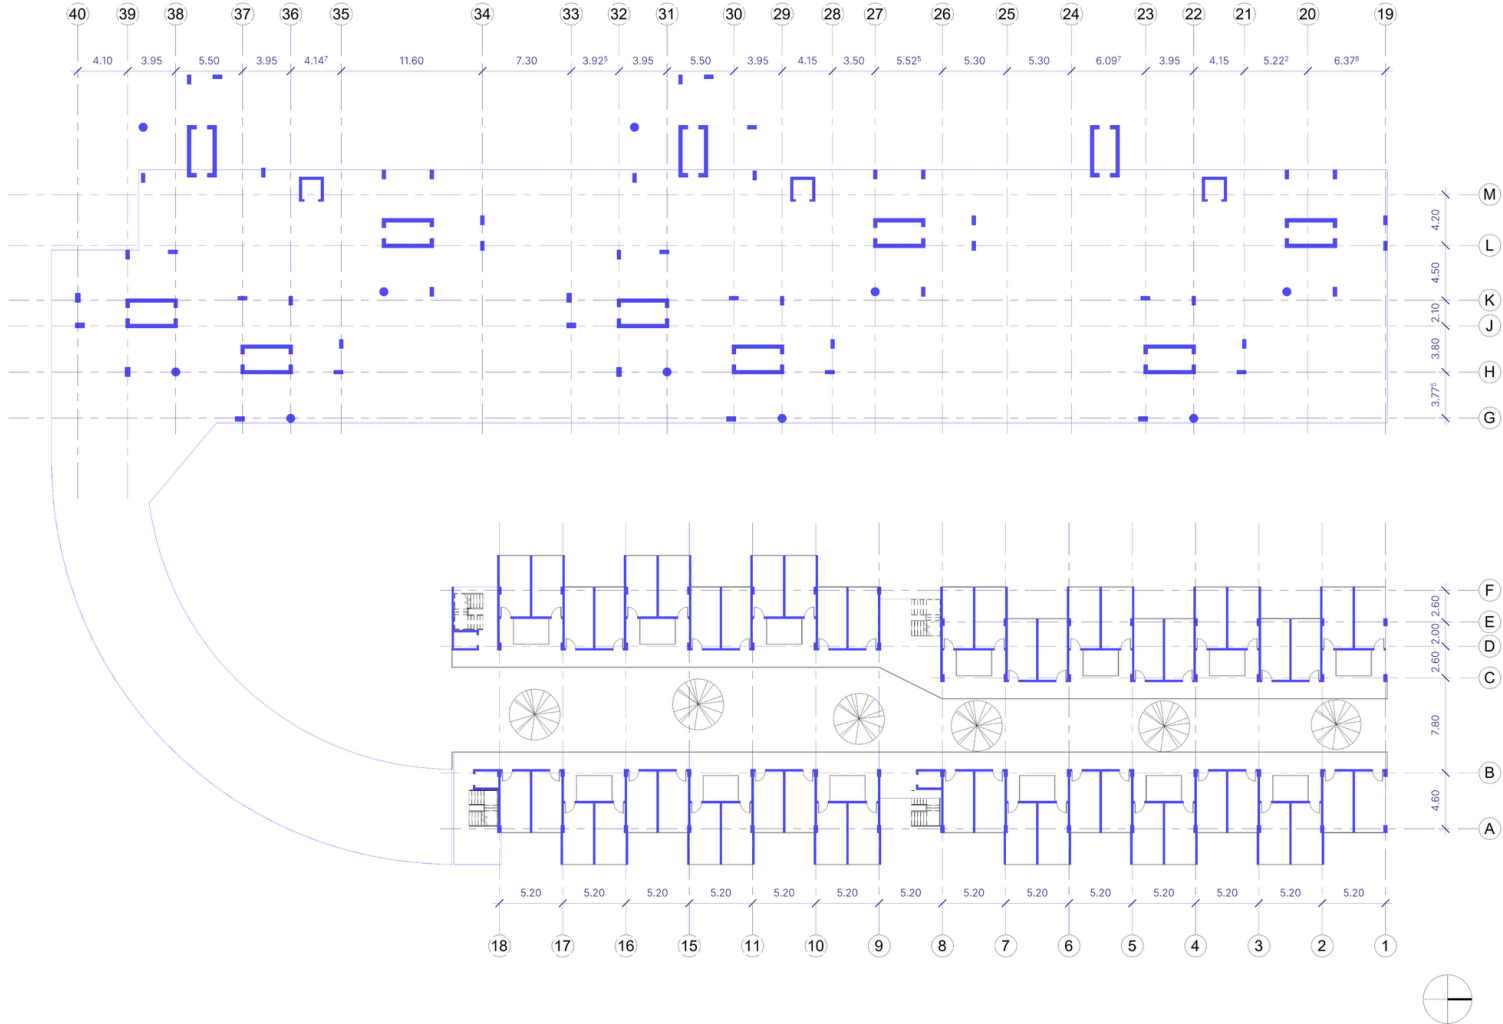 40 39 38 37 36 35 34 33 32 31 30 29 28 27 26 25 24 23 22 21 20 19
4.10 3.95 5.50 3.95 4.14⁷ 11.60 7.30 3.92⁵ 3.95 5.50 3.95 4.15 3.50 5.52⁵ 5.30 5.30 6.09⁷ 3.95 4.15 5.22² 6.37⁸
M
4.20
L
4.50
K
2.10
J
3.80
H
3.77⁵
G
F
2.60
E
2.00
D
2.60
C
7.80
B
4.60
A
5.20 5.20 5.20 5.20 5.20 5.20 5.20 5.20 5.20 5.20 5.20 5.20 5.20 5.20
18 17 16 15 11 10 9 8 7 6 5 4 3 2 1